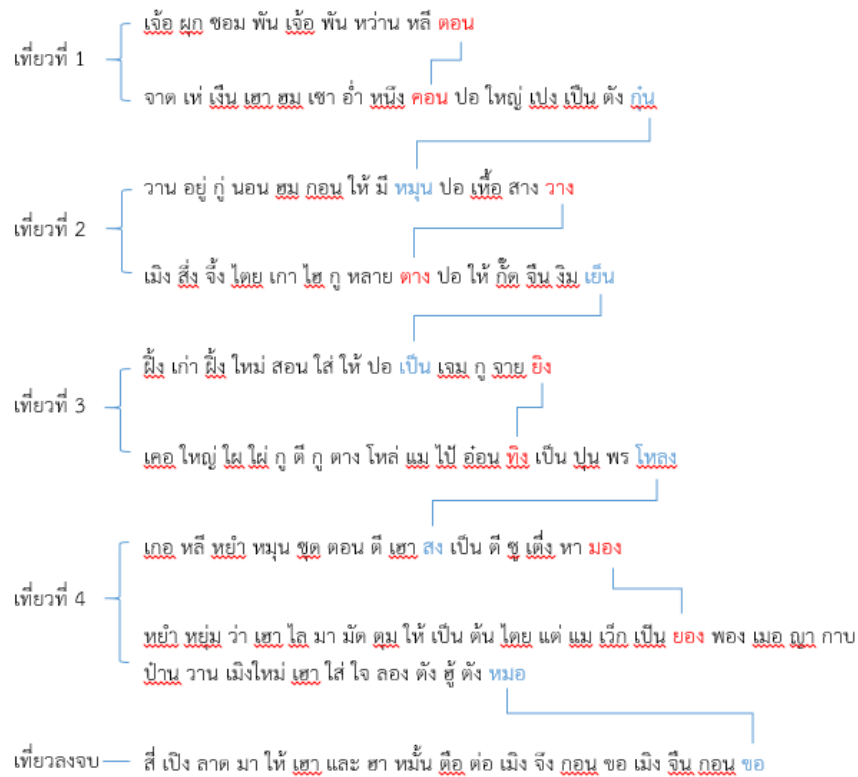 เจ้อ ผุก ซอม พัน เจ้อ พัน หว่าน หลี ตอน
เที่ยวที่ 1
จาด เห่ เงิน เฮา ฮม เซา อ่ำ หนึง คอน ปอ ใหญ่ เปง เปืน ตัง กุ๋น
วาน อยู่ กู่ นอน ฮม กอน ให้ มี หมุน ปอ เหื้อ สาง วาง
เที่ยวที่ 2
เมิง สิ่ง จึ้ง ไตย เกา ไฮ กู หลาย ตาง ปอ ให้ กั๊ด จืน งิม เย็น
ฝิ้ง เก่า ฝิ้ง ใหม่ สอน ใส่ ให้ ปอ เป็น เจม กู จาย ยิง
เที่ยวที่ 3
เคอ ใหญ่ ใผ ใผ่ กู ตี กู ตาง โหล่ แม ไป้ อ๋อน ทิง เป็น ปุน พร โหลง
เกอ หลี หยำ หมุน ชุด ตอน ตี เฮา สง เป็น ตี ชู เตึ่ง หา มอง
เที่ยวที่ 4
หยำ หยุ่ม ว่า เฮา ไล มา มัด ตุม ให้ เป็น ต้น ไตย แต่ แม เว็ก เป๊น ยอง พอง เมอ ญา กาบ
ป๋าน วาน เมิงใหม่ เฮา ใส่ ใจ ลอง ตัง ฮู้ ตัง หมอ
เที่ยวลงจบ สี่ เปิง ลาด มา ให้ เฮา และ ฮา หมั้น ตือ ต่อ เมิง จึง กอน ขอ เมิง จืน กอน ขอ